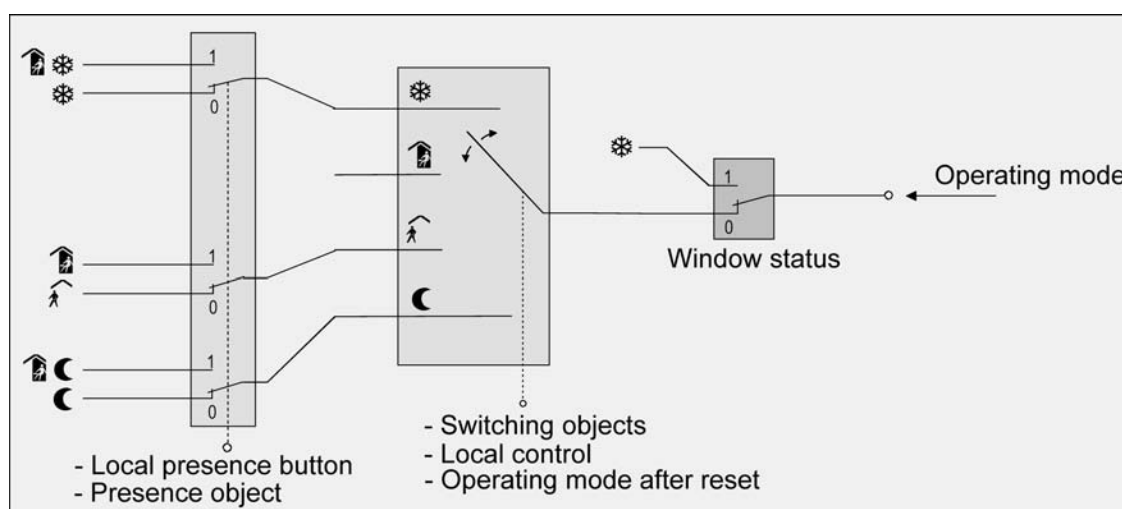 1
0
1
0
1
0
1
0
Operating mode
Window status
- Switching objects
- Local control
- Operating mode after reset
- Local presence button
- Presence object